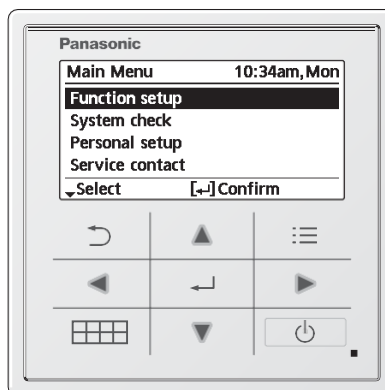 Panasonic
Main Menu 10:34am,Mon
Function setup
System check
Personal setup
Service contact
Select [↵]Confirm